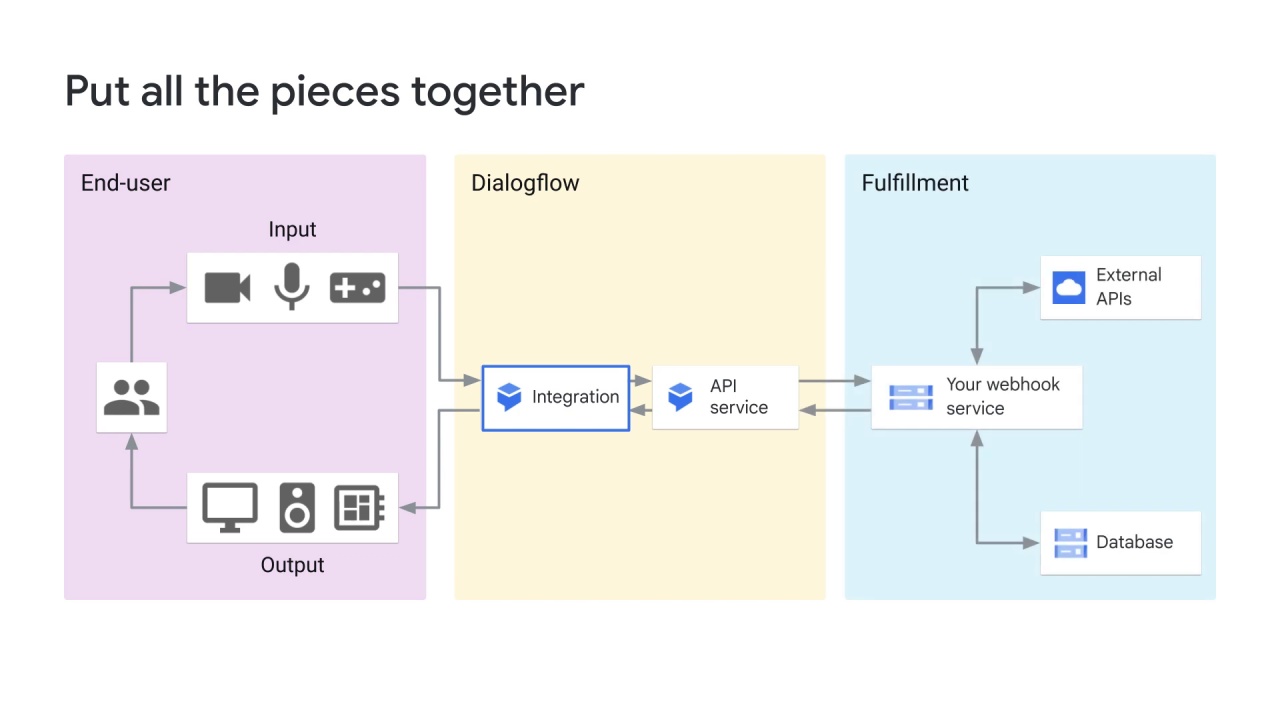 Put all the pieces together
End-user
Input
Output
Dialogflow
Integration
API
service
Fulfillment
External
APIs
Your webhook
service
Database